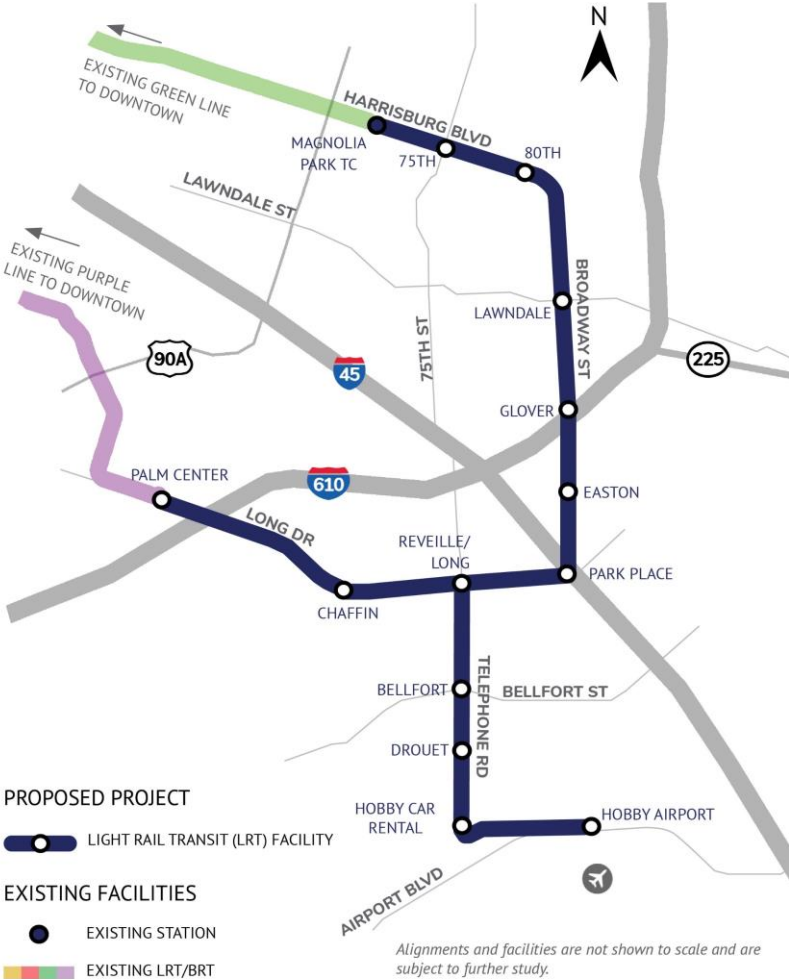 N
EXISTING GREEN LINE
TO DOWNTOWN
HARRISBURG BLVD
MAGNOLIA
PARK TC
75TH
80TH
LAWNDALE ST
EXISTING PURPLE
LINE TO DOWNTOWN
BROADWAY ST
LAWNDALE
75TH ST
90A
45
225
GLOVER
PALM CENTER
610
EASTON
LONG DR
REVEILLE/
LONG
PARK PLACE
CHAFFIN
BELLFORT
TELEPHONE RD
BELLFORT ST
DROUET
PROPOSED PROJECT
HOBBY CAR
RENTAL
HOBBY AIRPORT
LIGHT RAIL TRANSIT (LRT) FACILITY
AIRPORT BLVD
EXISTING FACILITIES
EXISTING STATION
EXISTING LRT/BRT
Alignments and facilities are not shown to scale and are
subject to further study.